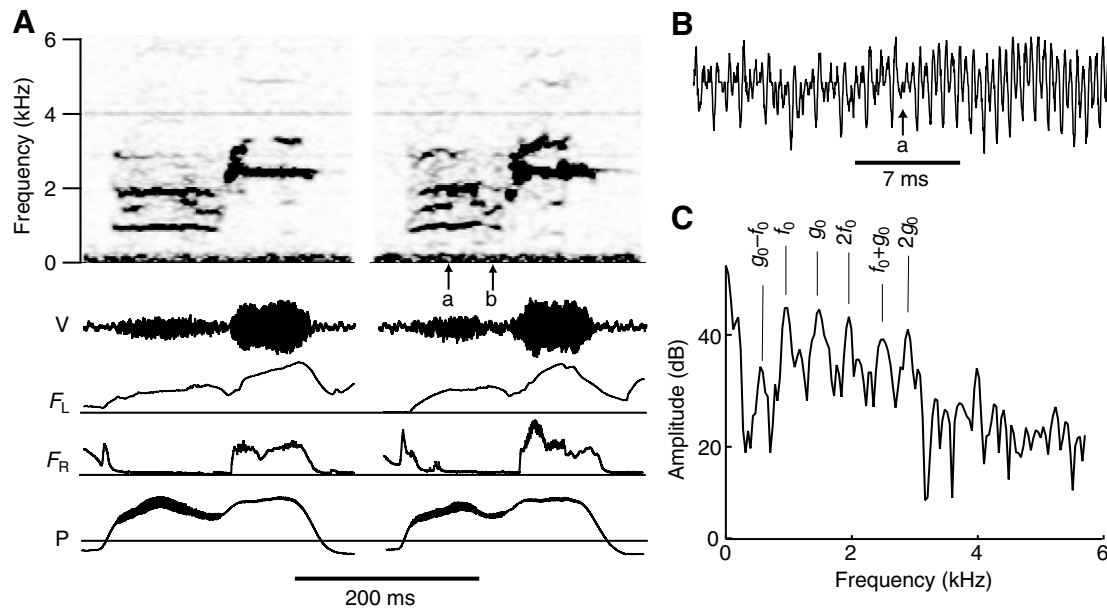 A
6
4
2
0
Frequency (kHz)
a b
V
FL
FR
P
200 ms
B
a
7 ms
C
g0–f0
f0
g0
2f0
f0+g0
2g0
40
20
0
Amplitude (dB)
0 2 4 6
Frequency (kHz)